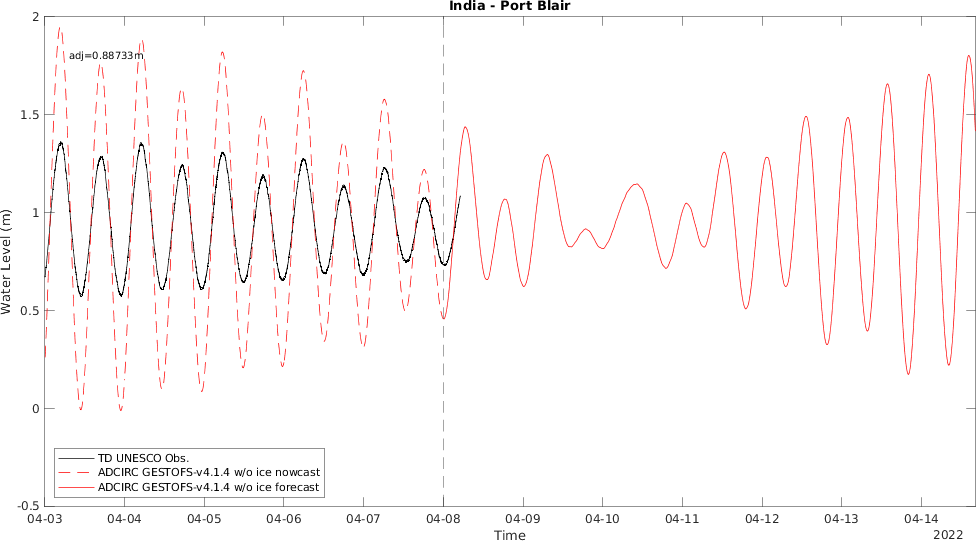 India - Port Blair
adj=0.88733m
2
1.5
1
0.5
0
-0.5
Water Level (m)
TD UNESCO Obs.
ADCIRC GESTOFS-v4.1.4 w/o ice nowcast
ADCIRC GESTOFS-v4.1.4 w/o ice forecast
04-03 04-04 04-05 04-06 04-07 04-08 04-09 04-10 04-11 04-12 04-13 04-14
Time
2022